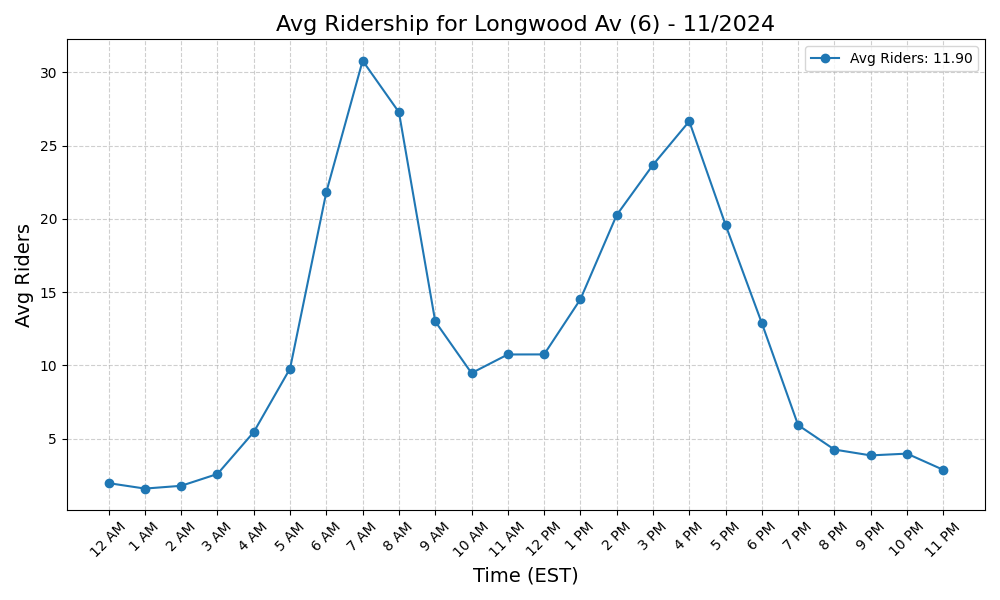 Avg Ridership for Longwood Av (6) - 11/2024
Avg Riders: 11.90
Avg Riders
30
25
20
15
10
5
12 AM
1 AM
2 AM
3 AM
4 AM
5 AM
6 AM
7 AM
8 AM
9 AM
10 AM
11 AM
12 PM
1 PM
2 PM
3 PM
4 PM
5 PM
6 PM
7 PM
8 PM
9 PM
10 PM
11 PM
Time (EST)